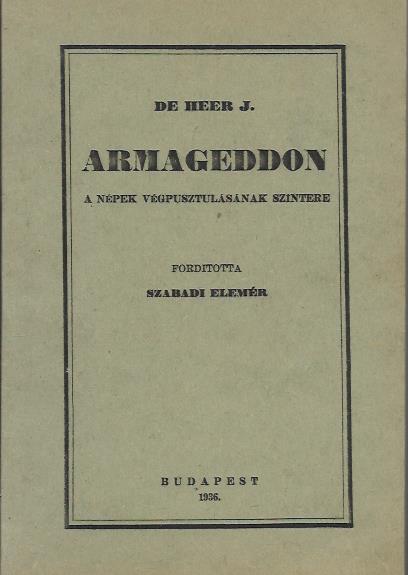 DE HEER J.
ARMAGEDDON
A NÉPEK VÉGPUSZTULÁSÁNAK SZINTERE
FORDITOTTA
SZABADI ELEMÉR
BUDAPEST
1936.